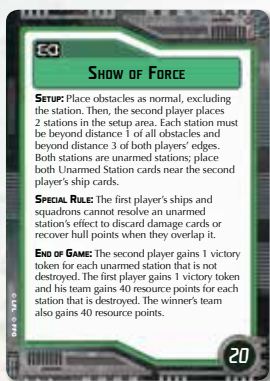 SHOW OF FORCE
SETUP: Place obstacles as normal, excluding
the station. Then, the second player places
2 stations in the setup area. Each station must
be beyond distance 1 of all obstacles and
beyond distance 3 of both players' edges.
Both stations are unarmed stations; place
both Unarmed Station cards near the second
player's ship cards.
SPECIAL RULE: The first player's ships and
squadrons cannot resolve an unarmed
station's effect to discard damage cards or
recover hull points when they overlap it.
END OF GAME: The second player gains 1 victory
token for each unarmed station that is not
destroyed. The first player gains 1 victory token
and his team gains 40 resource points for each
station that is destroyed. The winner's team
also gains 40 resource points.
© LFL © FFG
20